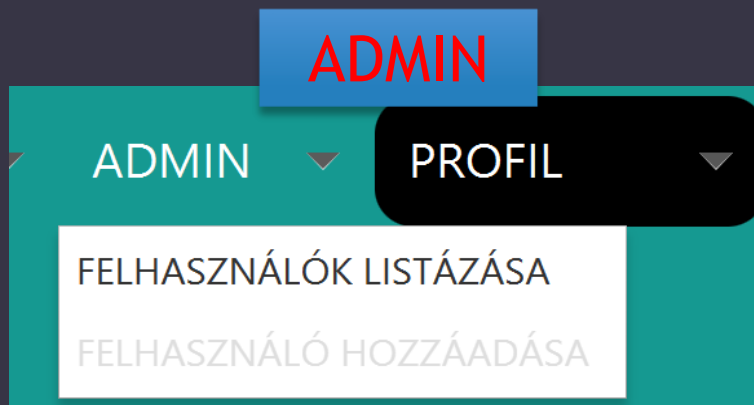 ADMIN
ADMIN PROFIL
FELHASZNÁLÓK LISTÁZÁSA
FELHASZNÁLÓ HOZZÁADÁSA